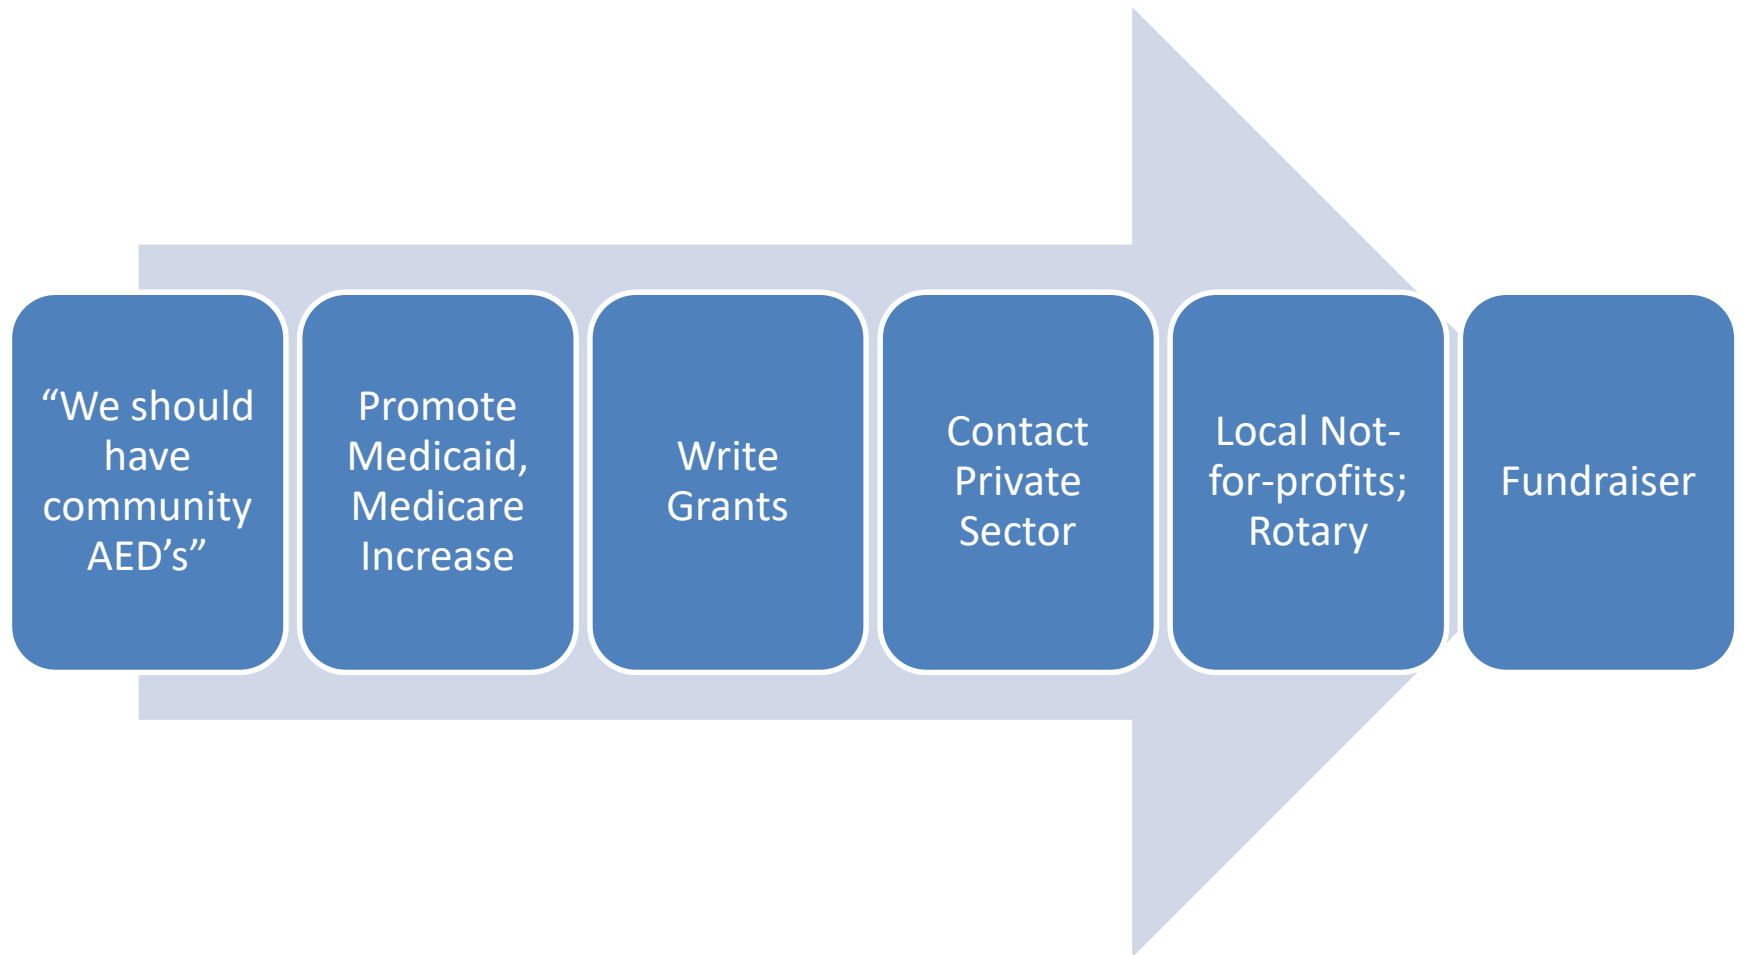 “We should
have
community
AED’s”
Promote
Medicaid,
Medicare
Increase
Write
Grants
Contact
Private
Sector
Local Not-
for-profits;
Rotary
Fundraiser